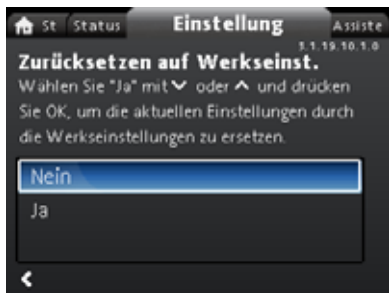 St Status Einstellung Assiste
3.1.19.10.1.0
Zurücksetzen auf Werkseinst.
Wählen Sie "Ja" mit oder und drücken
Sie OK, um die aktuellen Einstellungen durch
die Werkseinstellungen zu ersetzen.
Nein
Ja